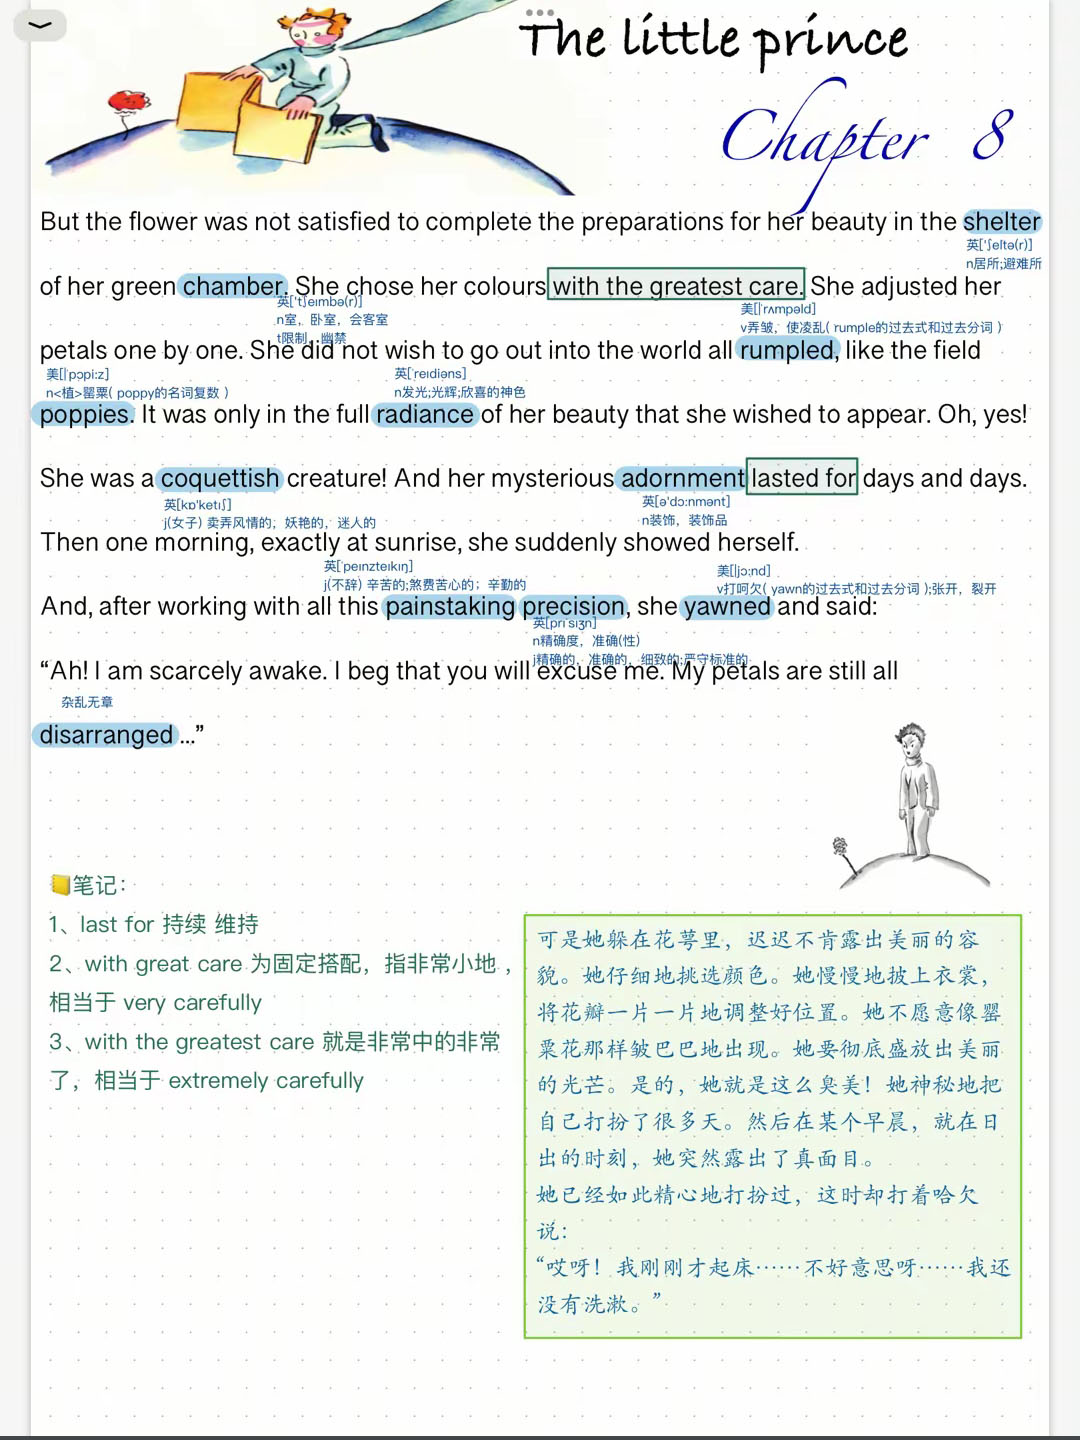 The little prince
Chapter 8
But the flower was not satisfied to complete the preparations for her beauty in the shelter
英['ʃeltə(r)]
n居所;避难所
of her green chamber. She chose her colours with the greatest care. She adjusted her
英['tʃeɪmbə(r)]
n室，卧室，会客室
t限制，幽禁
美[ˈrʌmpəld]
v弄皱，使凌乱( rumple的过去式和过去分词 )
petals one by one. She did not wish to go out into the world all rumpled, like the field
美[ˈpɔpi:z]
n<植>罂粟( poppy的名词复数 )
英['reɪdiəns]
n发光;光辉;欣喜的神色
poppies. It was only in the full radiance of her beauty that she wished to appear. Oh, yes!
She was a coquettish creature! And her mysterious adornment lasted for days and days.
英[kɒ'ketɪʃ]
j(女子) 卖弄风情的，妖艳的，迷人的
英[ə'dɔ:nmənt]
n装饰，装饰品
Then one morning, exactly at sunrise, she suddenly showed herself.
英['peɪnzteɪkɪŋ]
j(不辞) 辛苦的;煞费苦心的；辛勤的
美[ˈjɔ:nd]
v打呵欠( yawn的过去式和过去分词 );张开，裂开
And, after working with all this painstaking precision, she yawned and said:
英[prɪ'sɪʒn]
n精确度，准确(性)
j精确的，准确的，细致的;严守标准的
“Ah! I am scarcely awake. I beg that you will excuse me. My petals are still all
杂乱无章
disarranged ...”
笔记：
1、last for 持续 维持
2、with great care 为固定搭配，指非常小地，
相当于 very carefully
3、with the greatest care 就是非常中的非常
了，相当于 extremely carefully
可是她躲在花萼里，迟迟不肯露出美丽的容
貌。她仔细地挑选颜色。她慢慢地披上衣裳，
将花瓣一片一片地调整好位置。她不愿意像罂
粟花那样皱巴巴地出现。她要彻底盛放出美丽
的光芒。是的，她就是这么臭美！她神秘地把
自己打扮了很多天。然后在某个早晨，就在日
出的时刻，她突然露出了真面目。
她已经如此精心地打扮过，这时却打着哈欠
说：
“哎呀！我刚刚才起床……不好意思呀……我还
没有洗漱。”